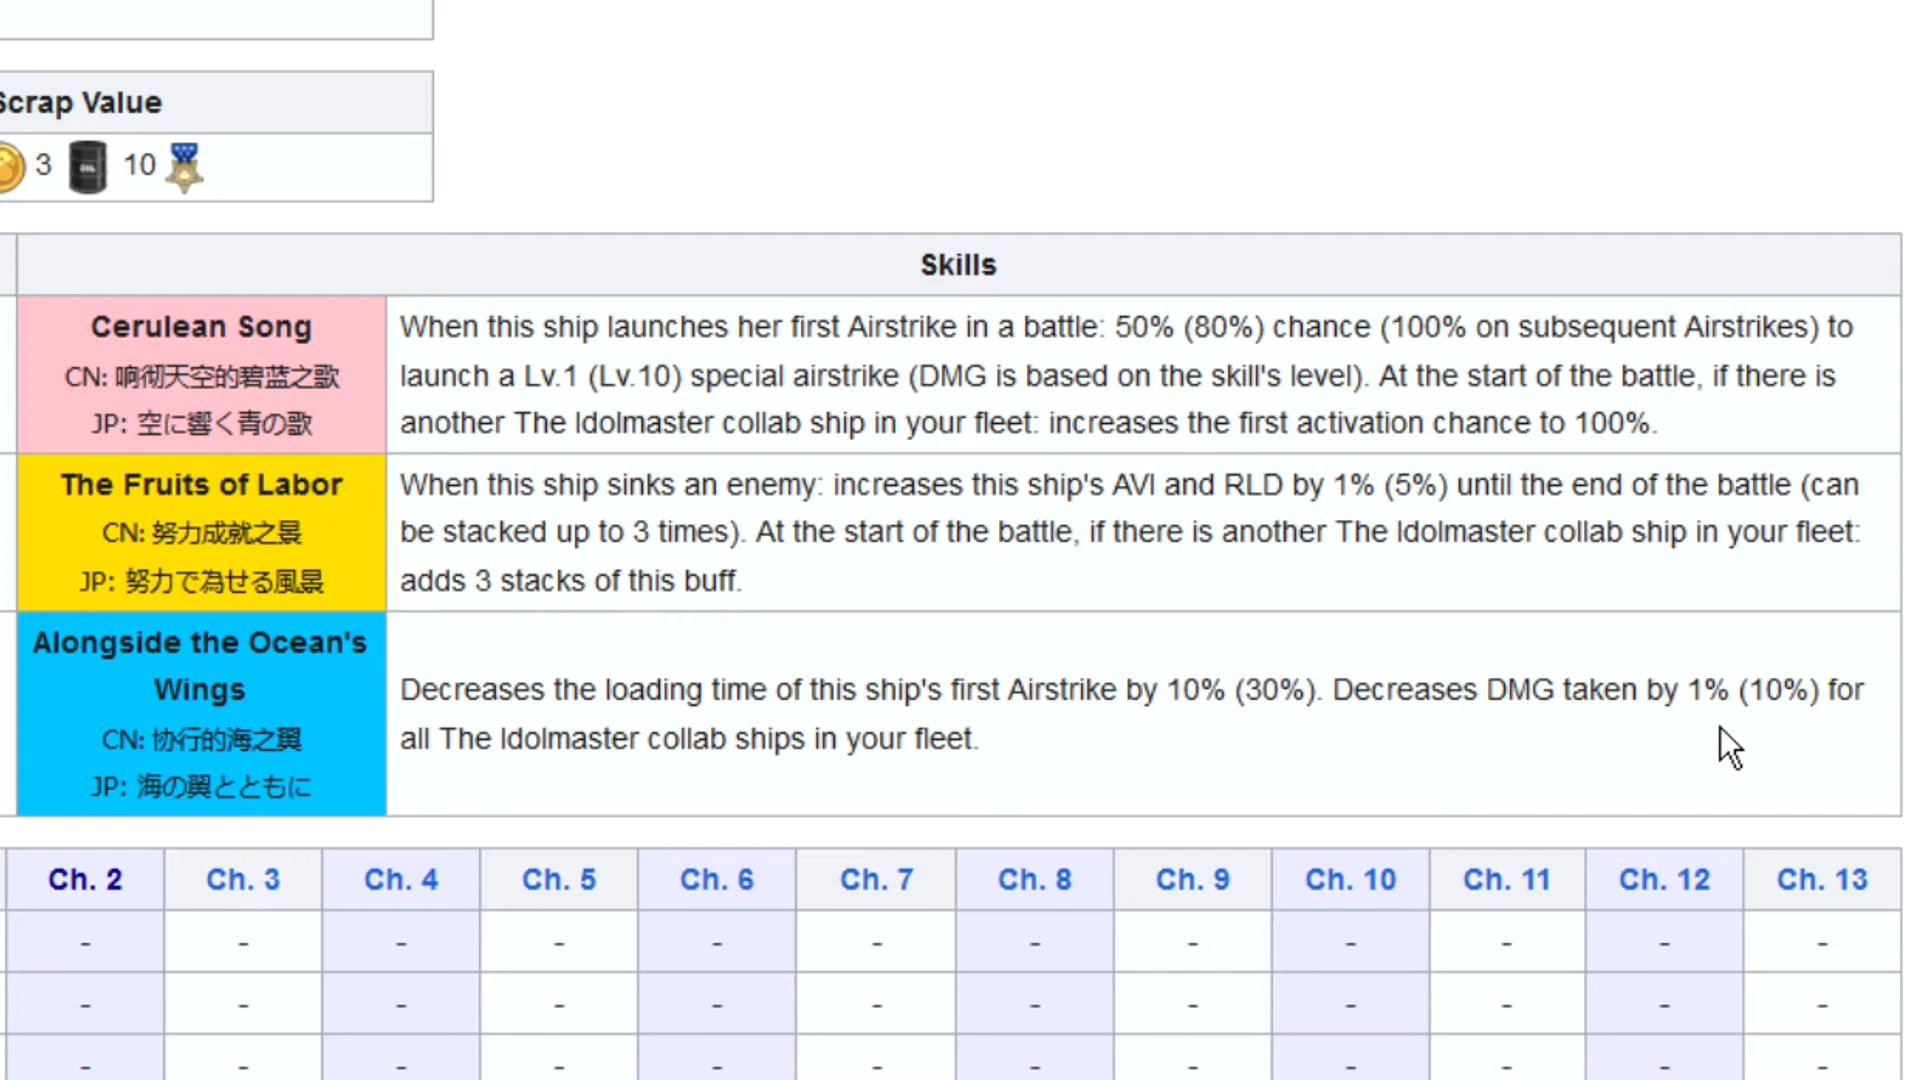 Scrap Value
3 10
Skills
Cerulean Song
CN: 响彻天空的碧蓝之歌
JP: 空に響く青の歌
When this ship launches her first Airstrike in a battle: 50% (80%) chance (100% on subsequent Airstrikes) to
launch a Lv.1 (Lv.10) special airstrike (DMG is based on the skill's level). At the start of the battle, if there is
another The Idolmaster collab ship in your fleet: increases the first activation chance to 100%.
The Fruits of Labor
CN: 努力成就之景
JP: 努力で為せる風景
When this ship sinks an enemy: increases this ship's AVI and RLD by 1% (5%) until the end of the battle (can
be stacked up to 3 times). At the start of the battle, if there is another The Idolmaster collab ship in your fleet:
adds 3 stacks of this buff.
Alongside the Ocean's
Wings
CN: 协行的海之翼
JP: 海の翼とともに
Decreases the loading time of this ship's first Airstrike by 10% (30%). Decreases DMG taken by 1% (10%) for
all The Idolmaster collab ships in your fleet.
Ch. 2 Ch. 3 Ch. 4 Ch. 5 Ch. 6 Ch. 7 Ch. 8 Ch. 9 Ch. 10 Ch. 11 Ch. 12 Ch. 13
- - - - - - - - - - - -
- - - - - - - - - - - -
- - - - - - - - - - - -